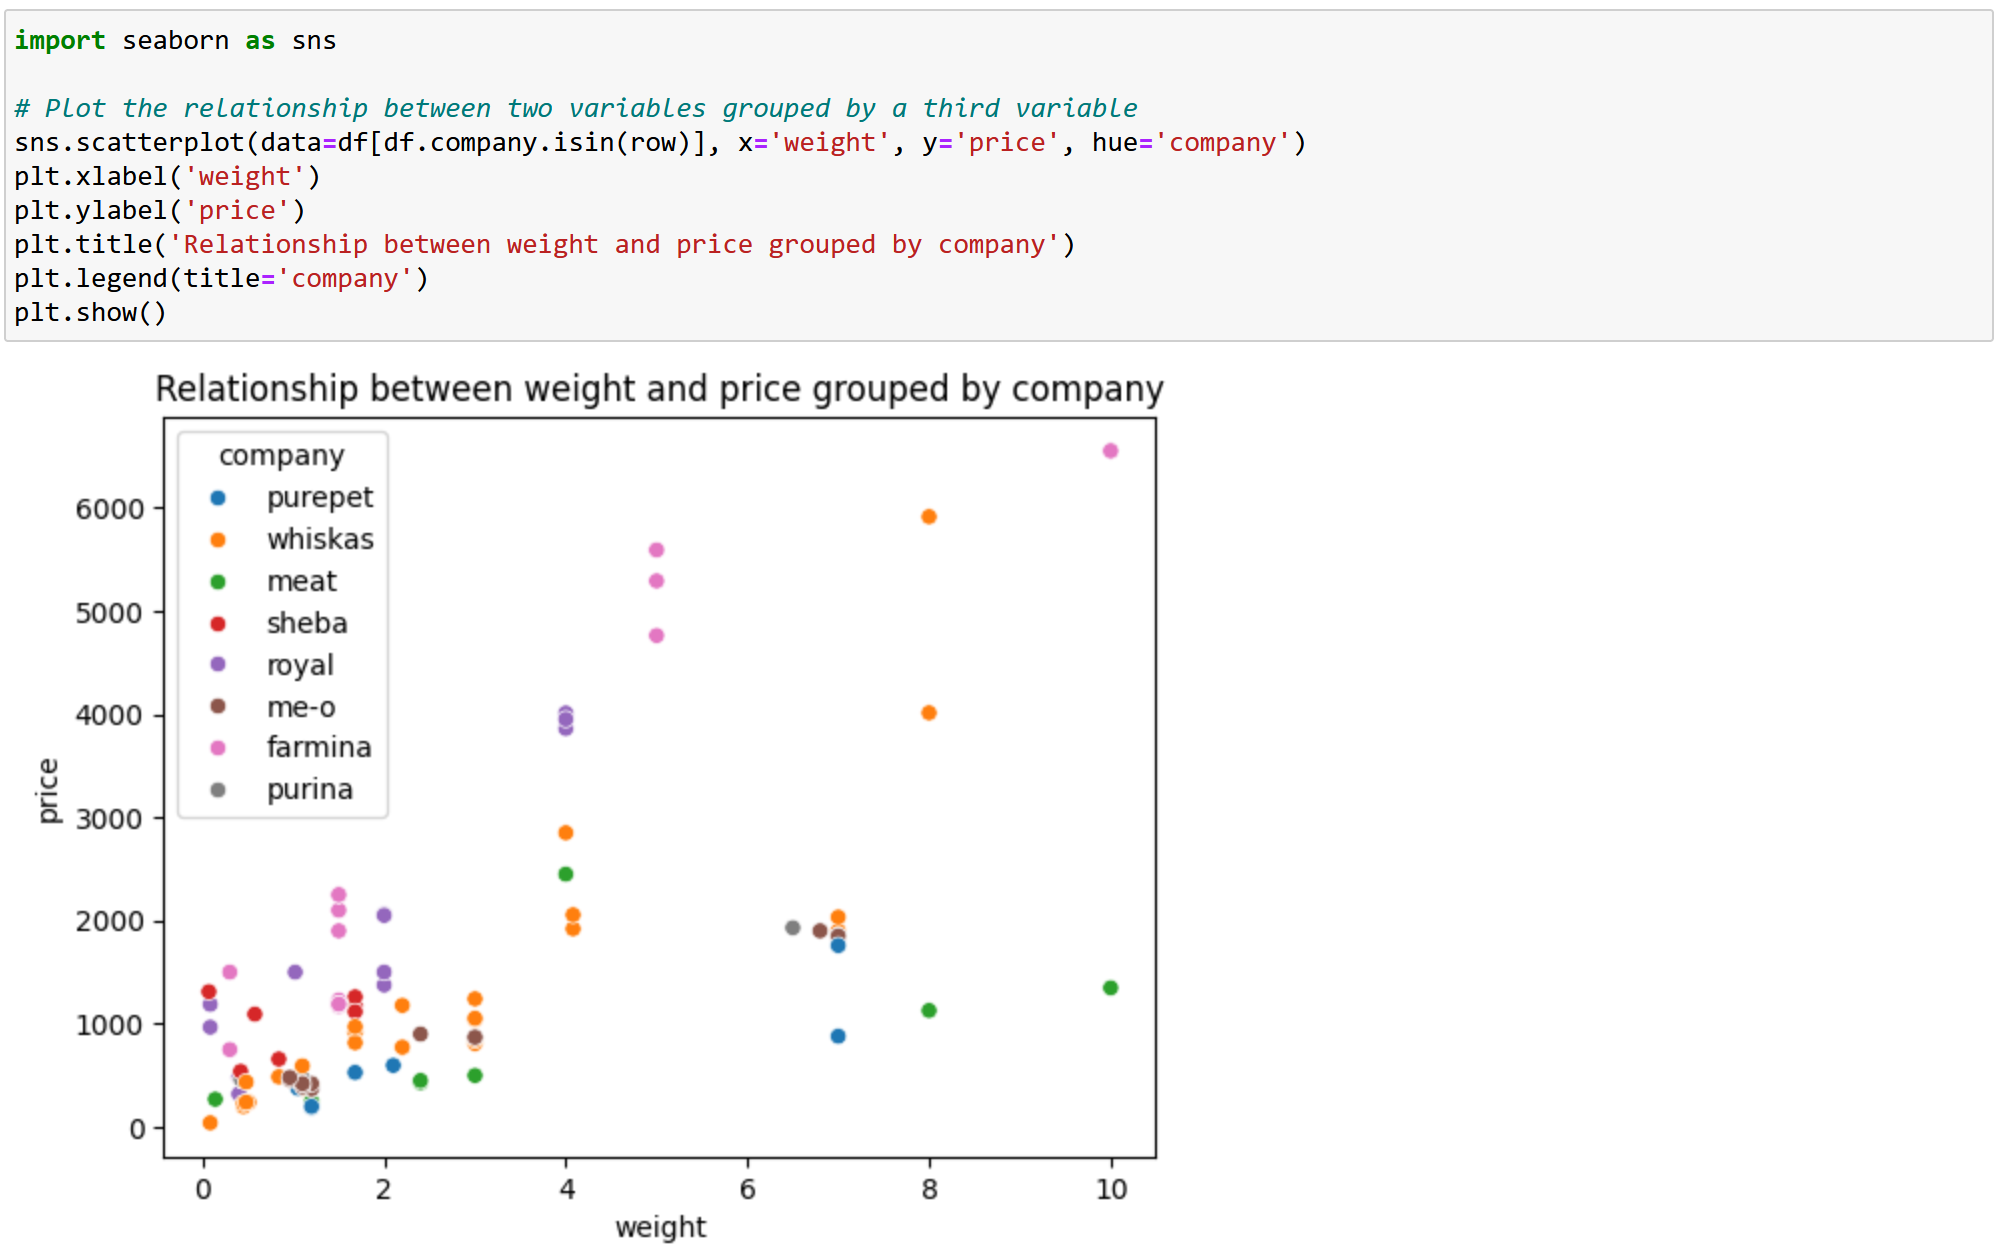 import seaborn as sns
# Plot the relationship between two variables grouped by a third variable
sns.scatterplot(data=df[df.company.isin(row)], x='weight', y='price', hue='company')
plt.xlabel('weight')
plt.ylabel('price')
plt.title('Relationship between weight and price grouped by company')
plt.legend(title='company')
plt.show()
Relationship between weight and price grouped by company
company
purepet
whiskas
meat
sheba
royal
me-o
farmina
purina
price
6000
5000
4000
3000
2000
1000
0
0 2 4 6 8 10
weight